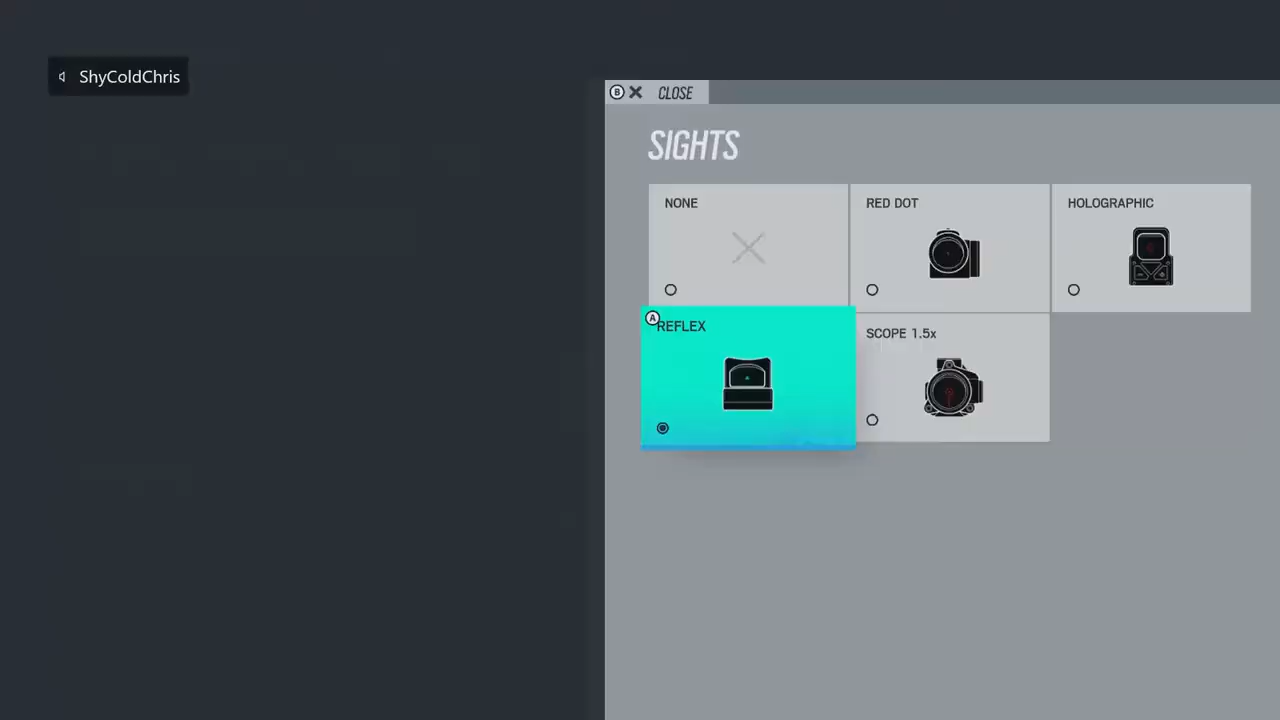 ShyColdChris
B CLOSE
SIGHTS
NONE
RED DOT
HOLOGRAPHIC
A
REFLEX
SCOPE 1.5x